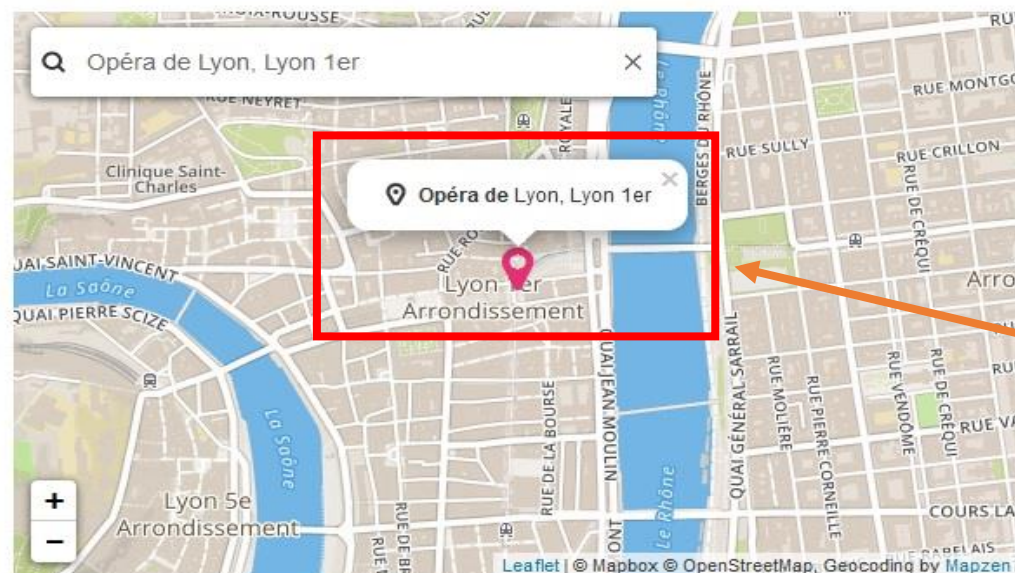 Opéra de Lyon, Lyon 1er
×
RUE NEYRET
Clinique Saint-
Charles
BERGES DU RHÔNE
RUE SULLY
RUE CRILLON
RUE DE CRÉQUI
Opéra de Lyon, Lyon 1er
×
QUAI SAINT-VINCENT
La Saône
QUAI PIERRE SCIZE
Lyon 1er
Arrondissement
QUAI JEAN MOULIN
QUAI GÉNÉRAL SARRAIL
RUE MOLIÈRE
RUE PIERRE CORNEILLE
RUE VENDÔME
RUE DE CRÉQUI
RUE DE LA BOURSE
La Saône
Le Rhône
+
−
Lyon 5e
Arrondissement
COURS LA
Leaflet | © Mapbox © OpenStreetMap, Geocoding by Mapzen